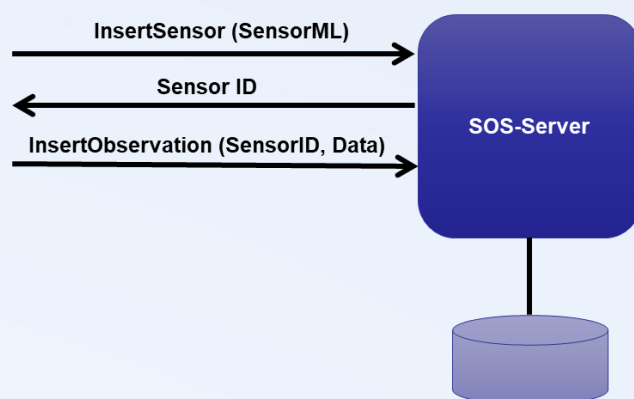 InsertSensor (SensorML)
Sensor ID
InsertObservation (SensorID, Data)
SOS-Server